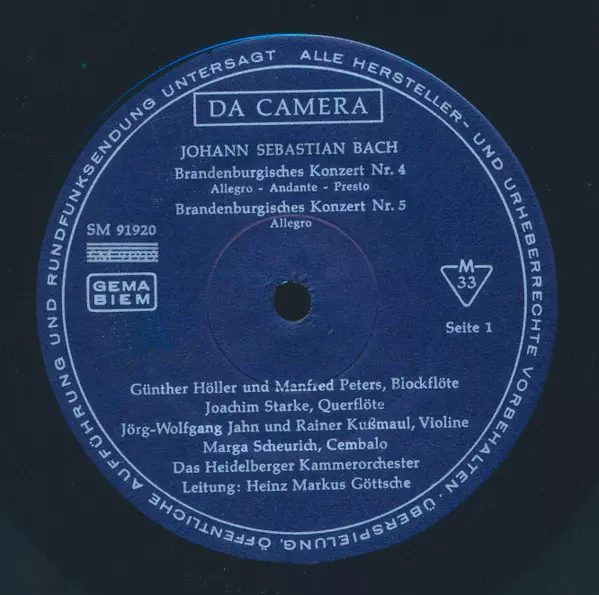 DA CAMERA
JOHANN SEBASTIAN BACH
Brandenburgisches Konzert Nr. 4
Allegro - Andante - Presto
Brandenburgisches Konzert Nr. 5
Allegro
SM 91920
SM 91919
GEMA
BIEM
M
33
Seite 1
Günther Höller und Manfred Peters, Blockflöte
Joachim Starke, Querflöte
Jörg-Wolfgang Jahn und Rainer Kußmaul, Violine
Marga Scheurich, Cembalo
Das Heidelberger Kammerorchester
Leitung: Heinz Markus Göttsche
ALLE HERSTELLER- UND URHEBERRECHTE VORBEHALTEN · ÜBERSPIELUNG, ÖFFENTLICHE AUFFÜHRUNG UND RUNDFUNKSENDUNG UNTERSAGT